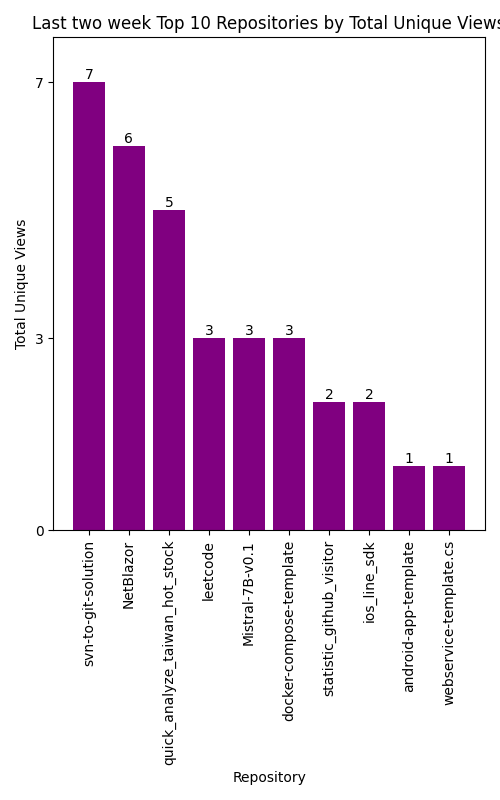 Last two week Top 10 Repositories by Total Unique Views
Total Unique Views
7
3
0
7
6
5
3
3
3
2
2
1
1
svn-to-git-solution
NetBlazor
quick_analyze_taiwan_hot_stock
leetcode
Mistral-7B-v0.1
docker-compose-template
statistic_github_visitor
ios_line_sdk
android-app-template
webservice-template.cs
Repository